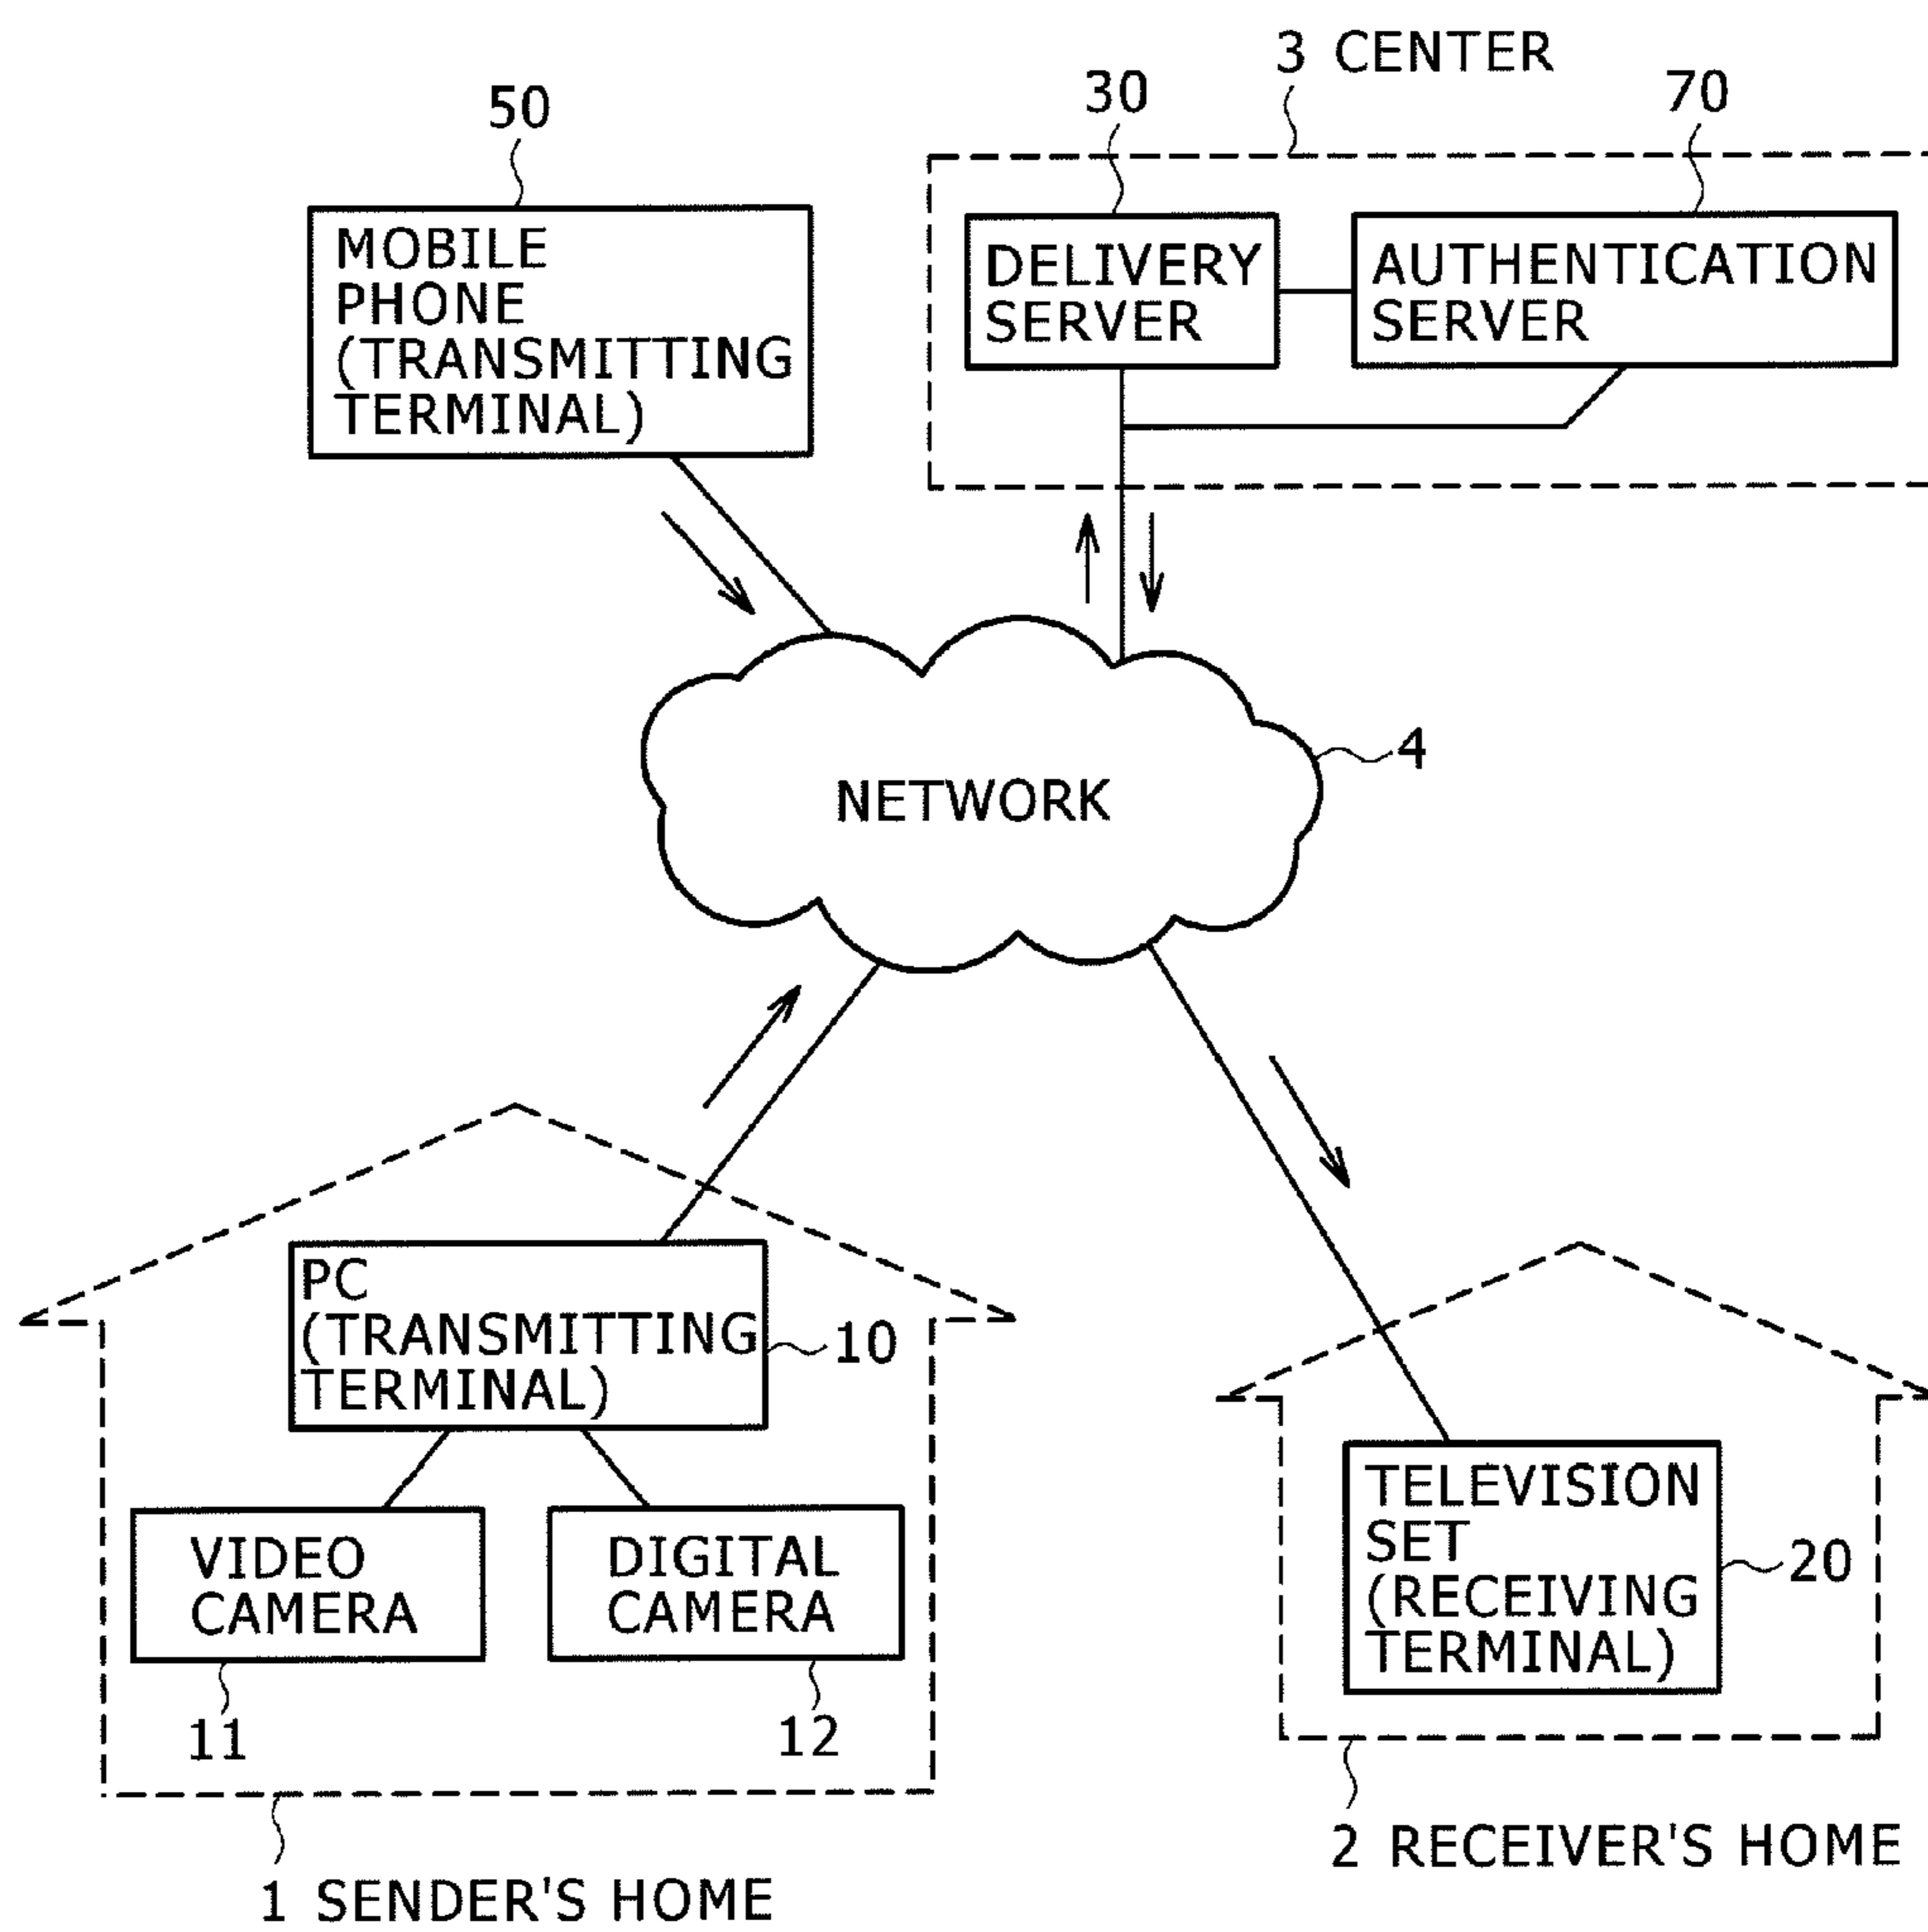 3 CENTER
50
30
70
MOBILE
PHONE
(TRANSMITTING
TERMINAL)
DELIVERY
SERVER
AUTHENTICATION
SERVER
NETWORK
4
PC
(TRANSMITTING
TERMINAL)
10
VIDEO
CAMERA
DIGITAL
CAMERA
11
12
1 SENDER'S HOME
TELEVISION
SET
(RECEIVING
TERMINAL)
20
2 RECEIVER'S HOME